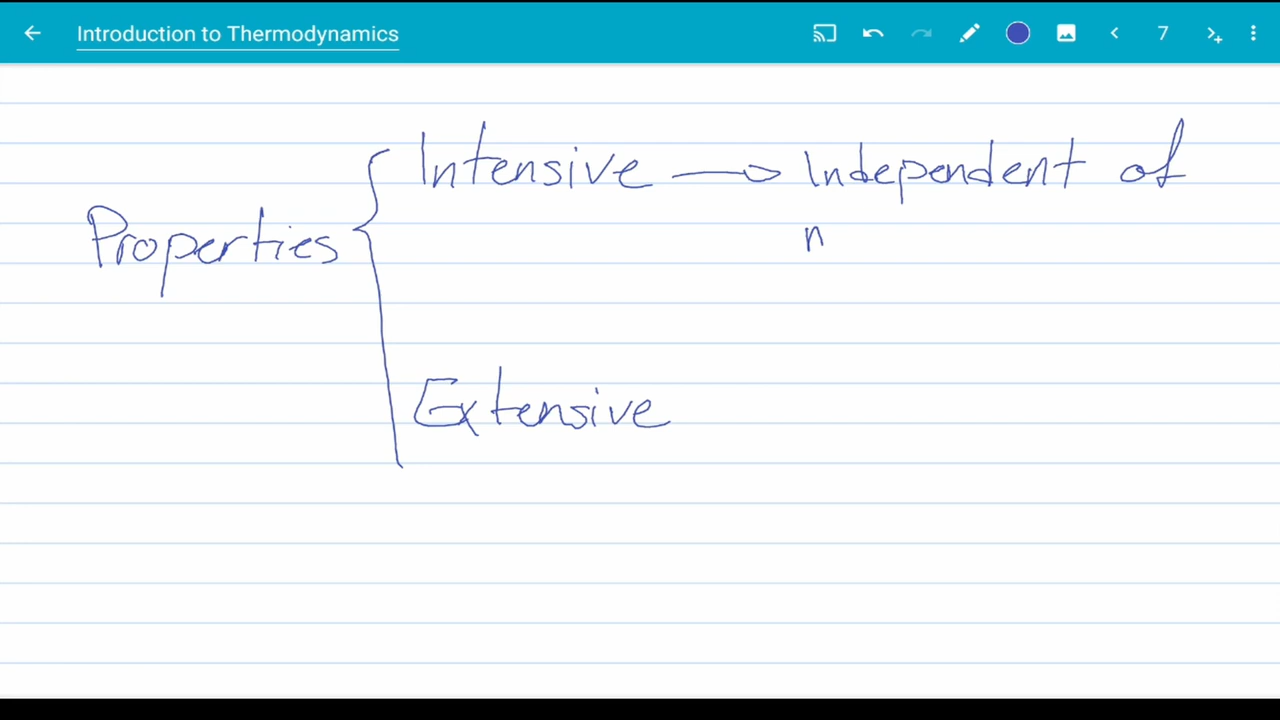 Introduction to Thermodynamics
7
Intensive → Independent of
n
Properties
Extensive